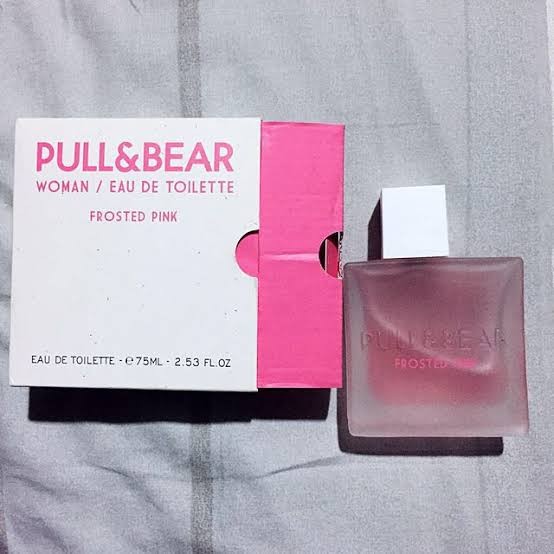 PULL&BEAR
WOMAN / EAU DE TOILETTE
FROSTED PINK
EAU DE TOILETTE - ℮ 75ML - 2.53 FL.OZ
PULL&BEAR
FROSTED PINK